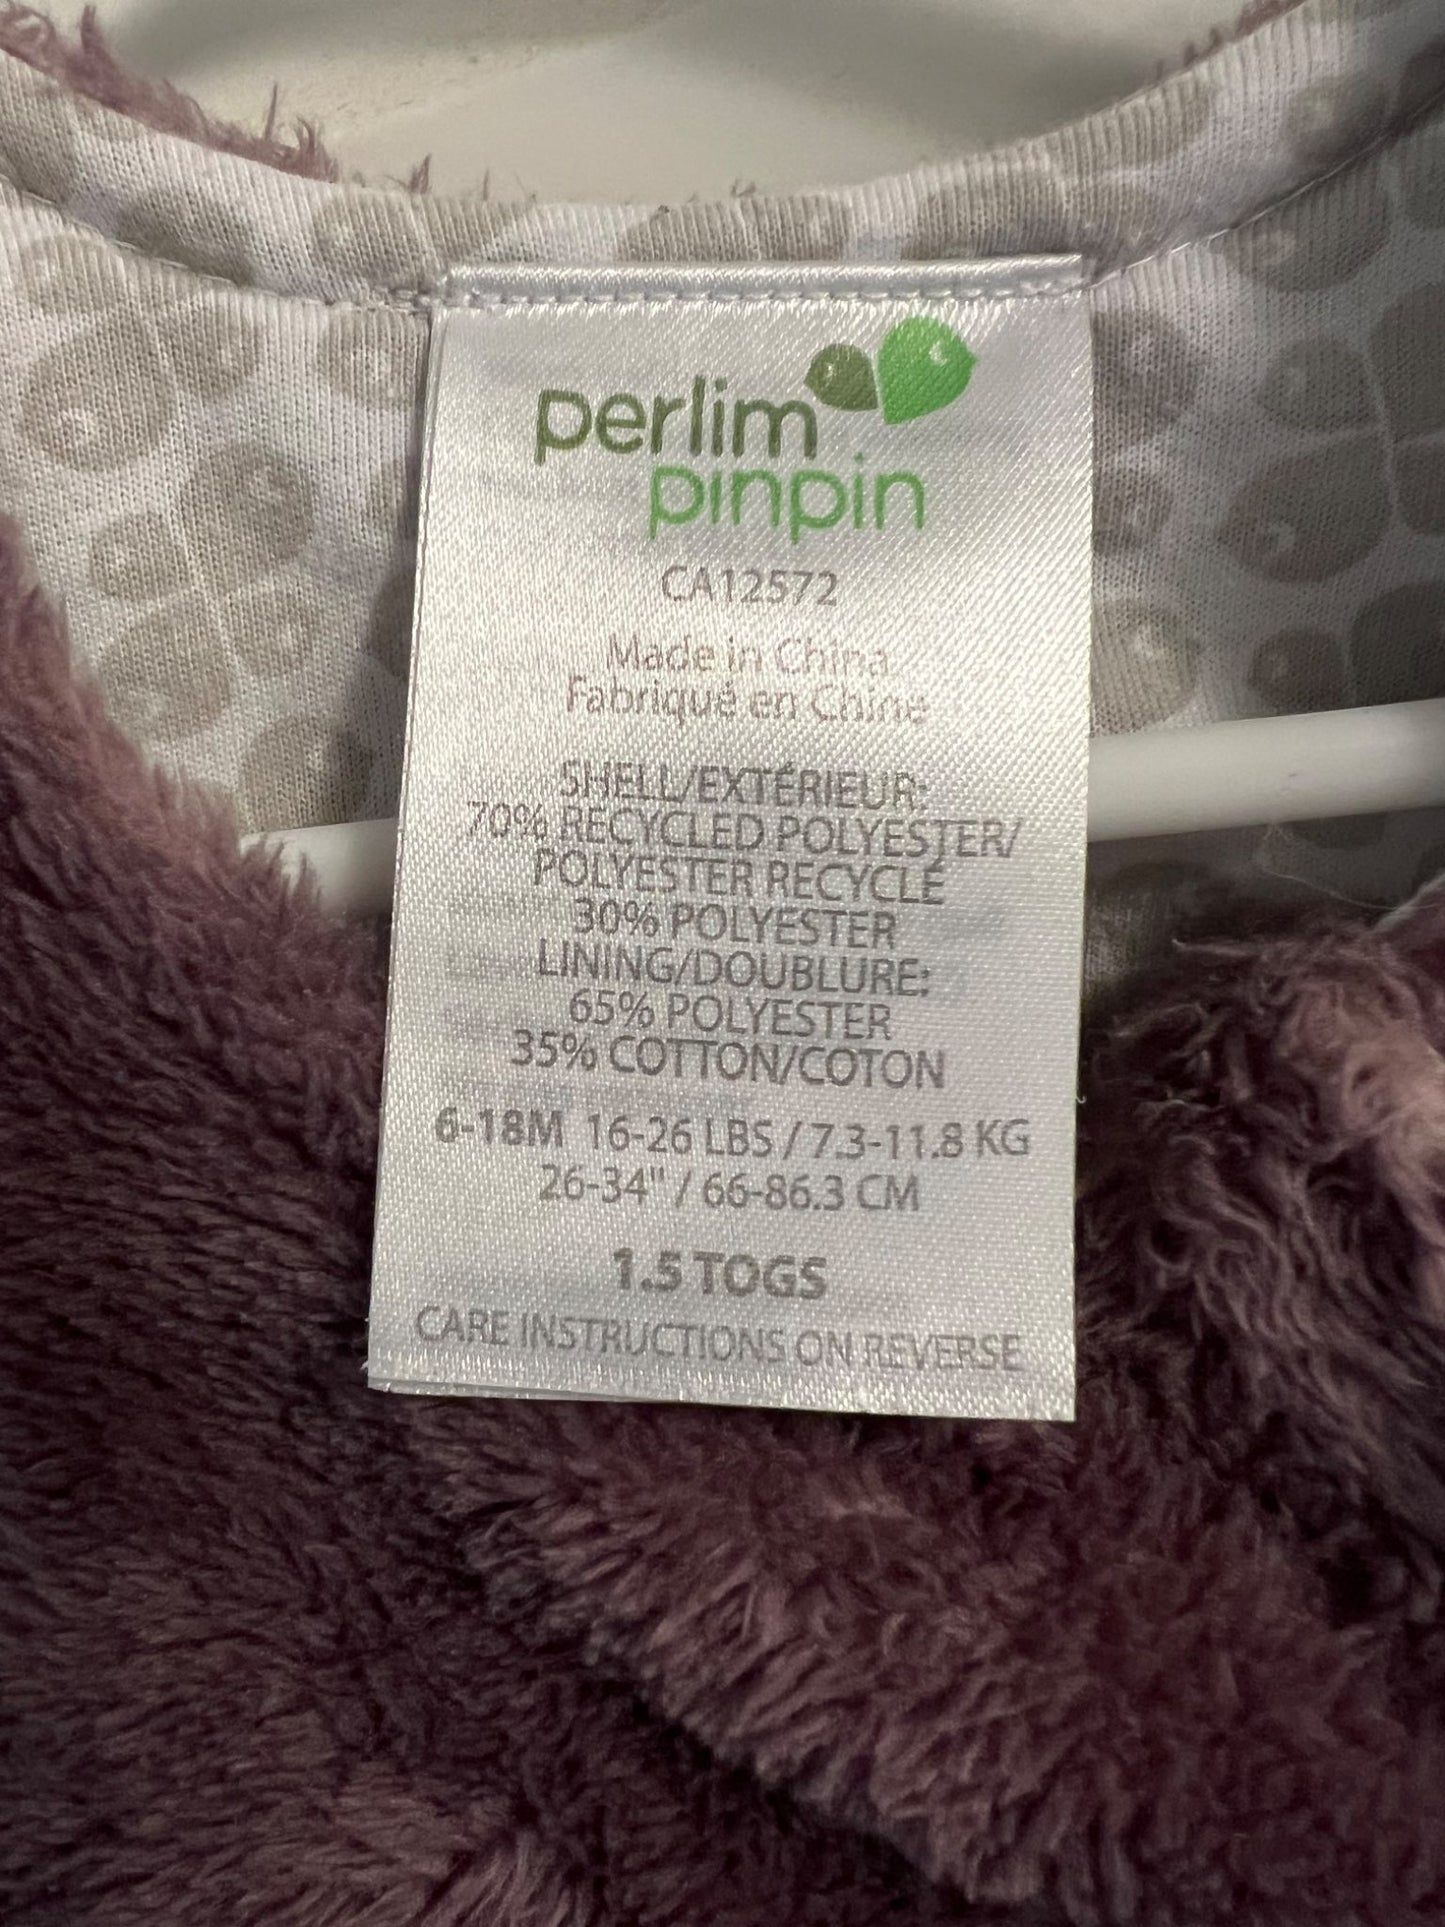 perlim
pinpin
CA12572
Made in China
Fabriqué en Chine
SHELL/EXTÉRIEUR:
70% RECYCLED POLYESTER/
POLYESTER RECYCLÉ
30% POLYESTER
LINING/DOUBLURE:
65% POLYESTER
35% COTTON/COTON
6-18M 16-26 LBS / 7.3-11.8 KG
26-34" / 66-86.3 CM
1.5 TOGS
CARE INSTRUCTIONS ON REVERSE